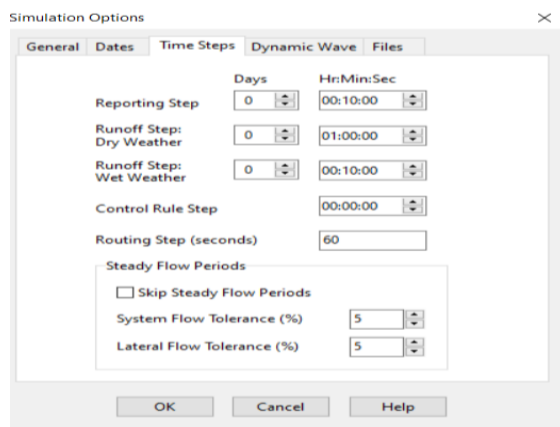 Simulation Options
General Dates Time Steps Dynamic Wave Files
Days Hr:Min:Sec
Reporting Step 0 00:10:00
Runoff Step:
Dry Weather 0 01:00:00
Runoff Step:
Wet Weather 0 00:10:00
Control Rule Step 00:00:00
Routing Step (seconds) 60
Steady Flow Periods
Skip Steady Flow Periods
System Flow Tolerance (%) 5
Lateral Flow Tolerance (%) 5
OK Cancel Help